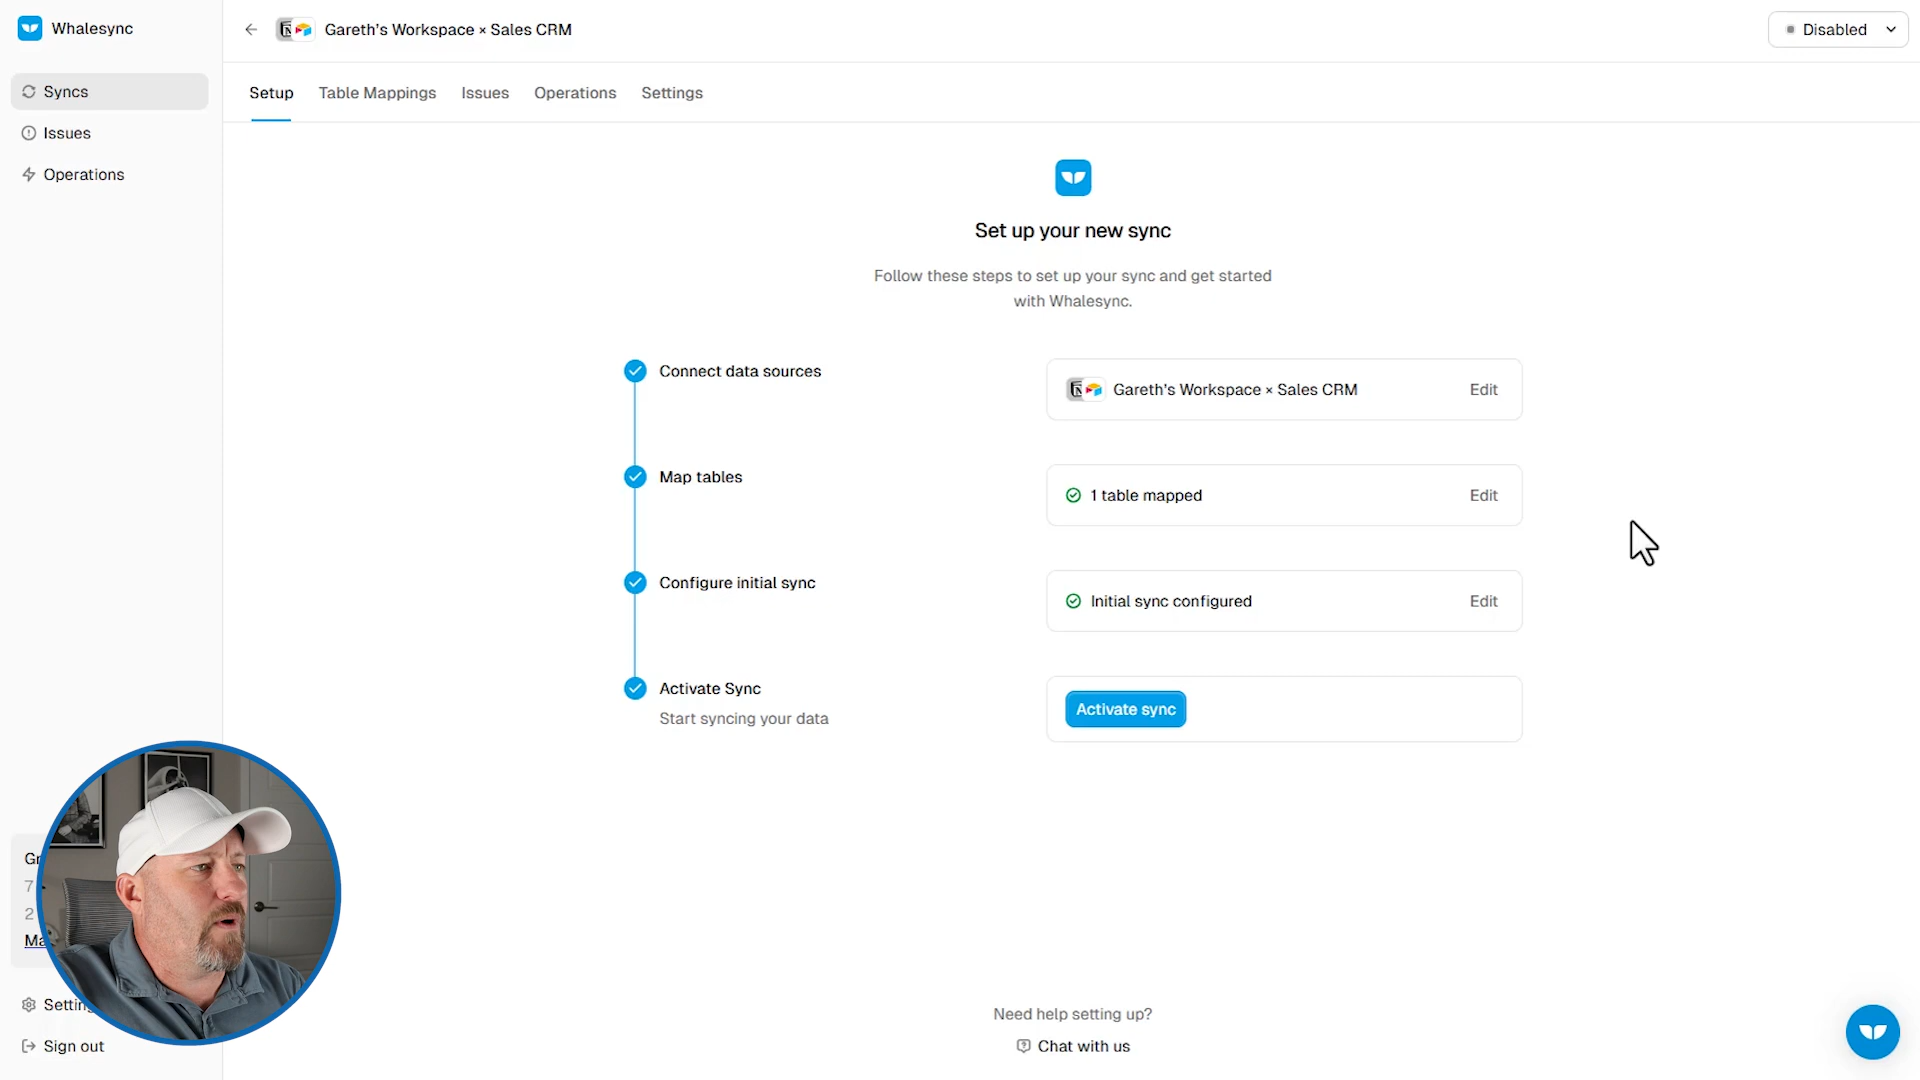 Whalesync
Gareth's Workspace × Sales CRM
Disabled
Syncs
Issues
Operations
Setup
Table Mappings
Issues
Operations
Settings
Set up your new sync
Follow these steps to set up your sync and get started
with Whalesync.
Connect data sources
Gareth's Workspace × Sales CRM
Edit
Map tables
1 table mapped
Edit
Configure initial sync
Initial sync configured
Edit
Activate Sync
Start syncing your data
Activate sync
Need help setting up?
Chat with us
Sign out